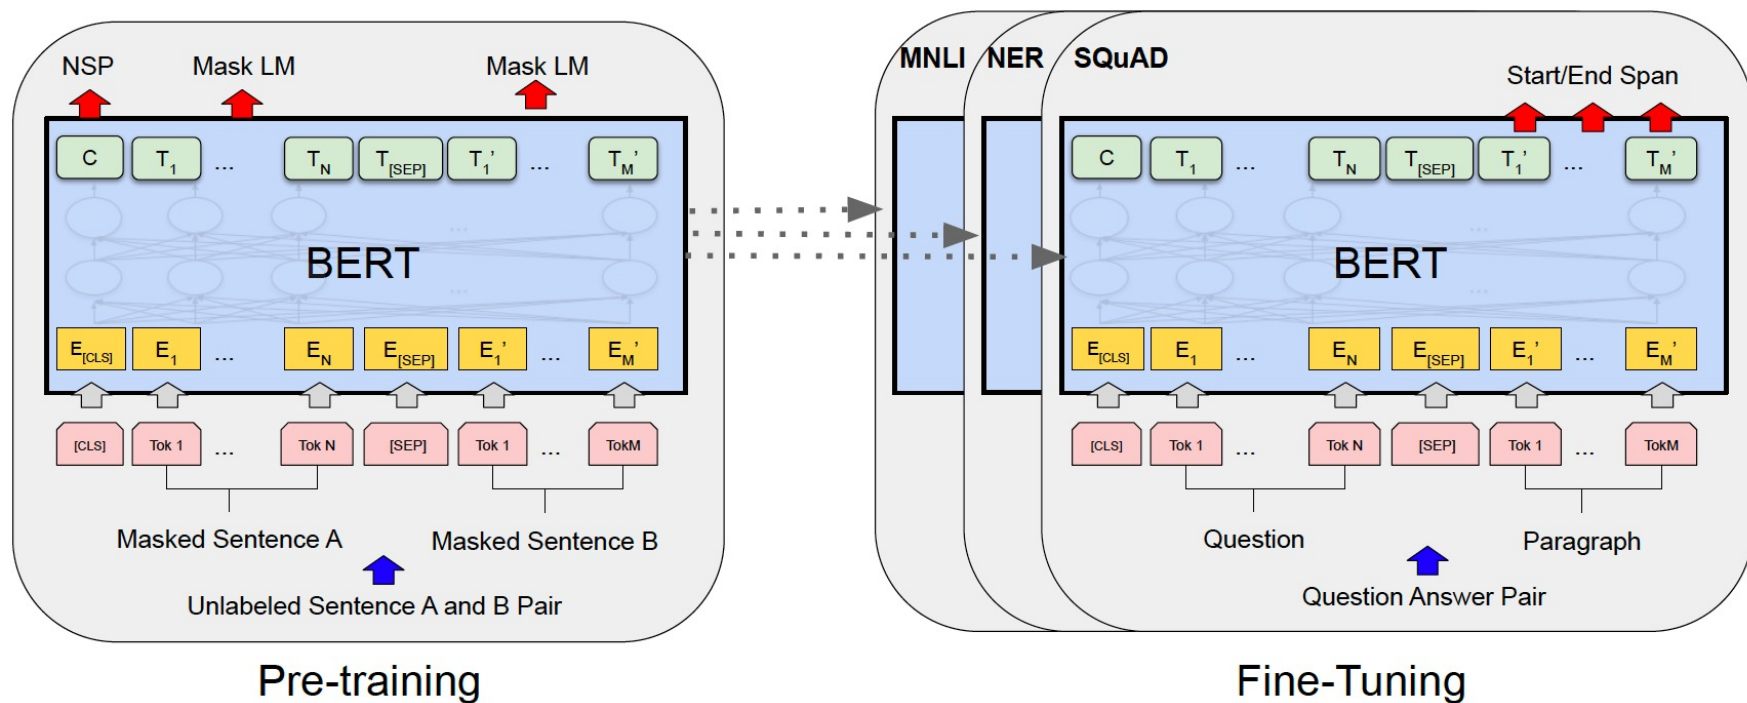 NSP Mask LM Mask LM
C T1 ... TN T[SEP] T1’ ... TM’
...
BERT
...
E[CLS] E1 ... EN E[SEP] E1’ ... EM’
[CLS] Tok 1 ... Tok N [SEP] Tok 1 ... TokM
Masked Sentence A Masked Sentence B
Unlabeled Sentence A and B Pair
Pre-training
MNLI NER SQuAD
Start/End Span
C T1 ... TN T[SEP] T1’ ... TM’
...
BERT
...
E[CLS] E1 ... EN E[SEP] E1’ ... EM’
[CLS] Tok 1 ... Tok N [SEP] Tok 1 ... TokM
Question Paragraph
Question Answer Pair
Fine-Tuning